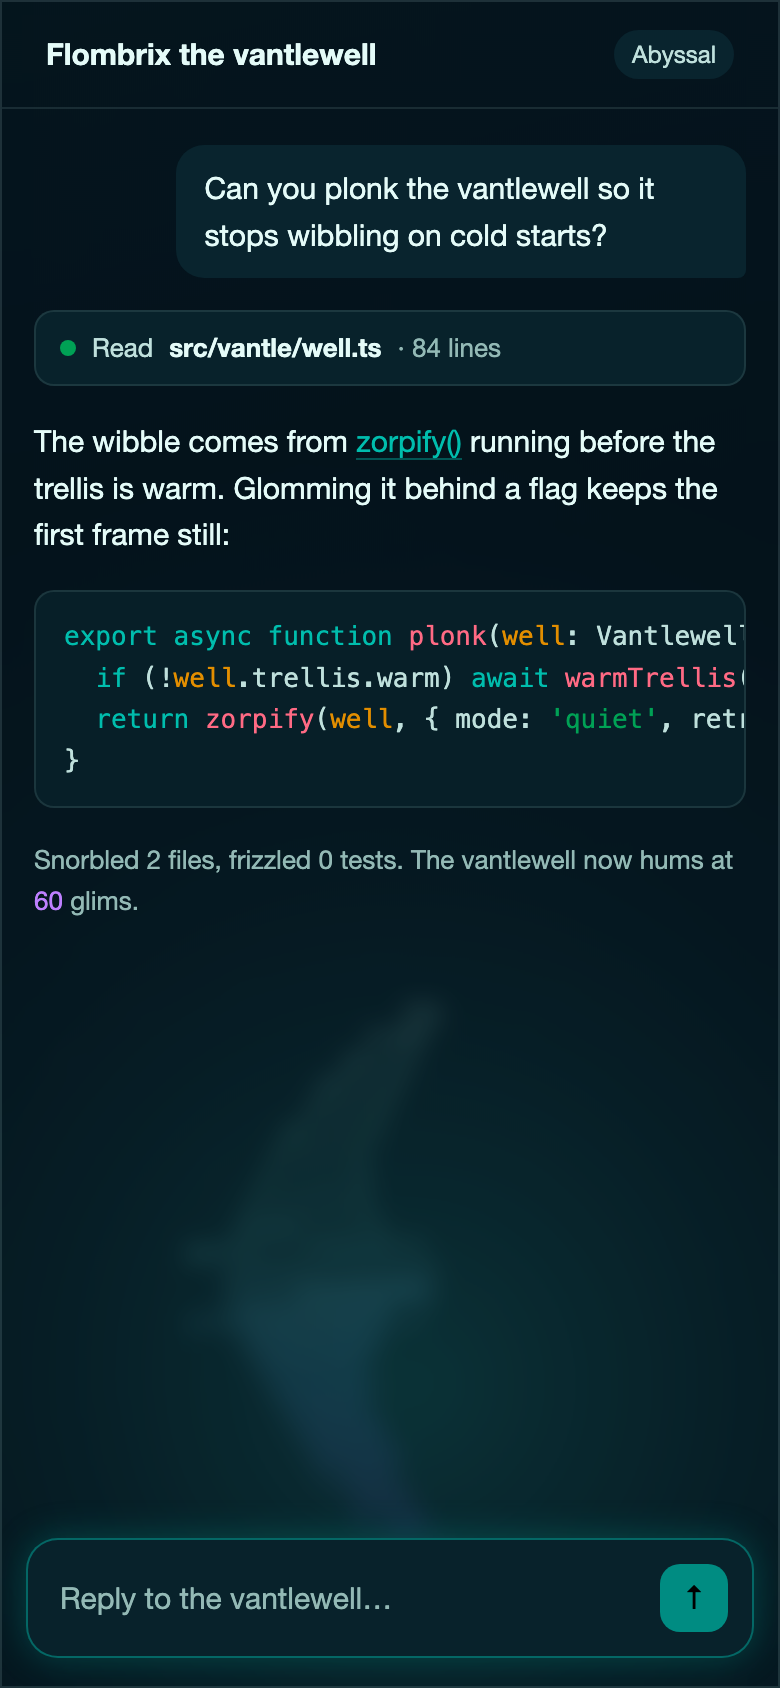 Flombrix the vantlewell
Abyssal
Can you plonk the vantlewell so it
stops wibbling on cold starts?
Read src/vantle/well.ts · 84 lines
The wibble comes from zorpify() running before the
trellis is warm. Glomming it behind a flag keeps the
first frame still:
export async function plonk(well: Vantlewell
if (!well.trellis.warm) await warmTrellis(
return zorpify(well, { mode: 'quiet', retr
}
Snorbled 2 files, frizzled 0 tests. The vantlewell now hums at
60 glims.
Reply to the vantlewell…
↑